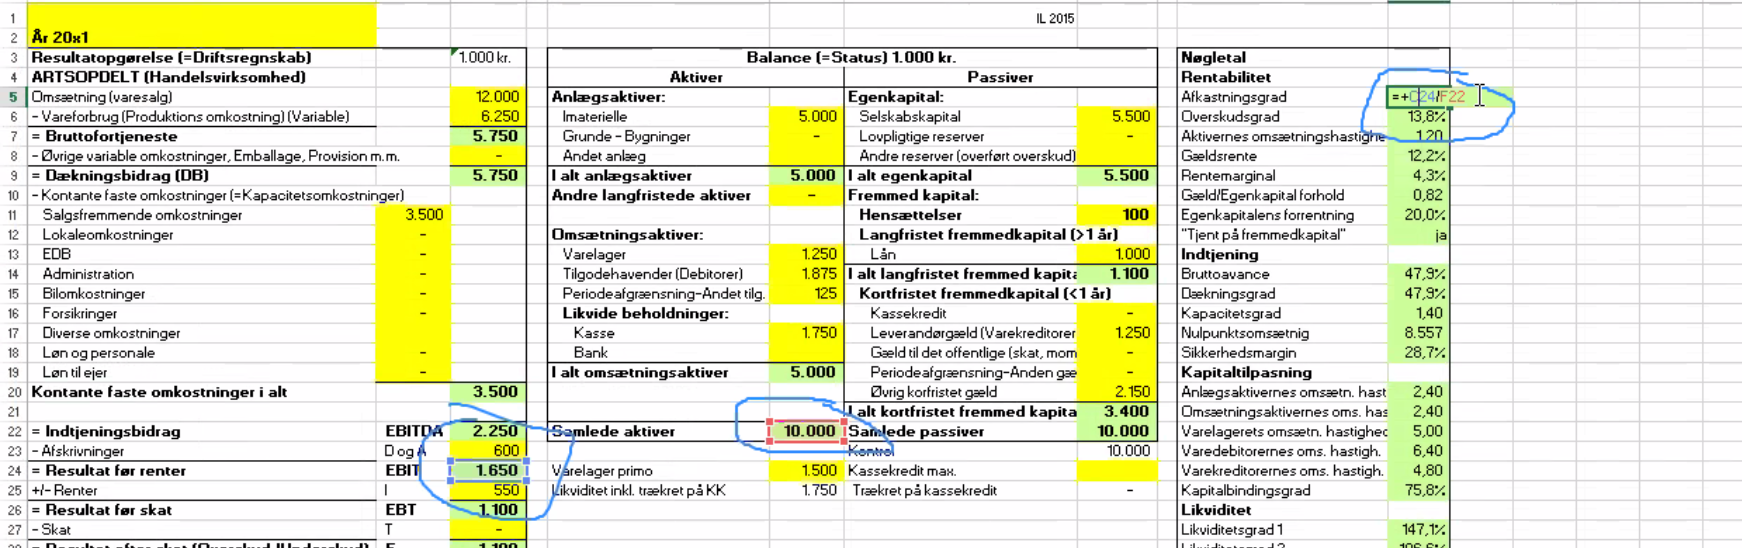 1 IL 2015
2 År 20x1
3 Resultatopgørelse (=Driftsregnskab) 1.000 kr. Balance (=Status) 1.000 kr. Nøgletal
4 ARTSOPDELT (Handelsvirksomhed) Aktiver Passiver Rentabilitet
5 Omsætning (varesalg) 12.000 Anlægsaktiver: Egenkapital: Afkastningsgrad =+C24/F22
6 - Vareforbrug (Produktions omkostning) (Variable) 6.250 Materielle 5.000 Selskabskapital 5.500 Overskudsgrad 13,8%
7 = Bruttofortjeneste 5.750 Grunde - Bygninger - Lovpligtige reserver - Aktivernes omsætningshastighe 1,20
8 - Øvrige variable omkostninger, Emballage, Provision m.m. - Andet anlæg Andre reserver (overført overskud) Gældsrente 12,2%
9 = Dækningsbidrag (DB) 5.750 I alt anlægsaktiver 5.000 I alt egenkapital 5.500 Rentemarginal 4,3%
10 - Kontante faste omkostninger (=Kapacitetsomkostninger) Andre langfristede aktiver - Fremmed kapital: Gæld/Egenkapital forhold 0,82
11 Salgsfremmende omkostninger 3.500 Hensættelser 100 Egenkapitalens forrentning 20,0%
12 Lokaleomkostninger - Omsætningsaktiver: Langfristet fremmedkapital (>1 år) "Tjent på fremmedkapital" ja
13 EDB - Varelager 1.250 Lån 1.000 Indtjening
14 Administration - Tilgodehavender (Debitorer) 1.875 I alt langfristet fremmed kapita 1.100 Bruttoavance 47,9%
15 Bilomkostninger - Periodeafgrænsning-Andet tilg. 125 Kortfristet fremmedkapital (<1 år) Dækningsgrad 47,9%
16 Forsikringer - Likvide beholdninger: Kassekredit - Kapacitetsgrad 1,40
17 Diverse omkostninger Kasse 1.750 Leverandørgæld (Varekreditorer 1.250 Nulpunktsomsætnig 8.557
18 Løn og personale - Bank Gæld til det offentlige (skat, mom - Sikkerhedsmargin 28,7%
19 Løn til ejer - I alt omsætningsaktiver 5.000 Periodeafgrænsning-Anden gæ - Kapitaltilpasning
20 Kontante faste omkostninger i alt 3.500 Øvrig korfristet gæld 2.150 Anlægsaktivernes omsætn. hast 2,40
21 I alt kortfristet fremmed kapita 3.400 Omsætningsaktivernes oms. has 2,40
22 = Indtjeningsbidrag EBITDA 2.250 Samlede aktiver 10.000 Samlede passiver 10.000 Varelagerets omsætn. hastighed 5,00
23 - Afskrivninger D og A 600 Kontrol 10.000 Varedebitorernes oms. hastigh. 6,40
24 = Resultat før renter EBIT 1.650 Varelager primo 1.500 Kassekredit max. Varekreditorernes oms. hastigh. 4,80
25 +/- Renter I 550 Likviditet inkl. trækret på KK 1.750 Trækret på kassekredit - Kapitalbindingsgrad 75,8%
26 = Resultat før skat EBT 1.100 Likviditet
27 - Skat T - Likviditetsgrad 1 147,1%